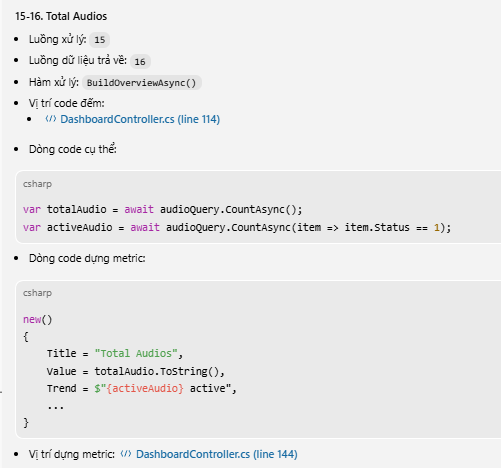 15-16. Total Audios
Luồng xử lý: 15
Luồng dữ liệu trả về: 16
Hàm xử lý: BuildOverviewAsync()
Vị trí code đếm:
DashboardController.cs (line 114)
Dòng code cụ thể:
csharp
var totalAudio = await audioQuery.CountAsync();
var activeAudio = await audioQuery.CountAsync(item => item.Status == 1);
Dòng code dựng metric:
csharp
new()
{
    Title = "Total Audios",
    Value = totalAudio.ToString(),
    Trend = $"{activeAudio} active",
    ...
}
Vị trí dựng metric: DashboardController.cs (line 144)